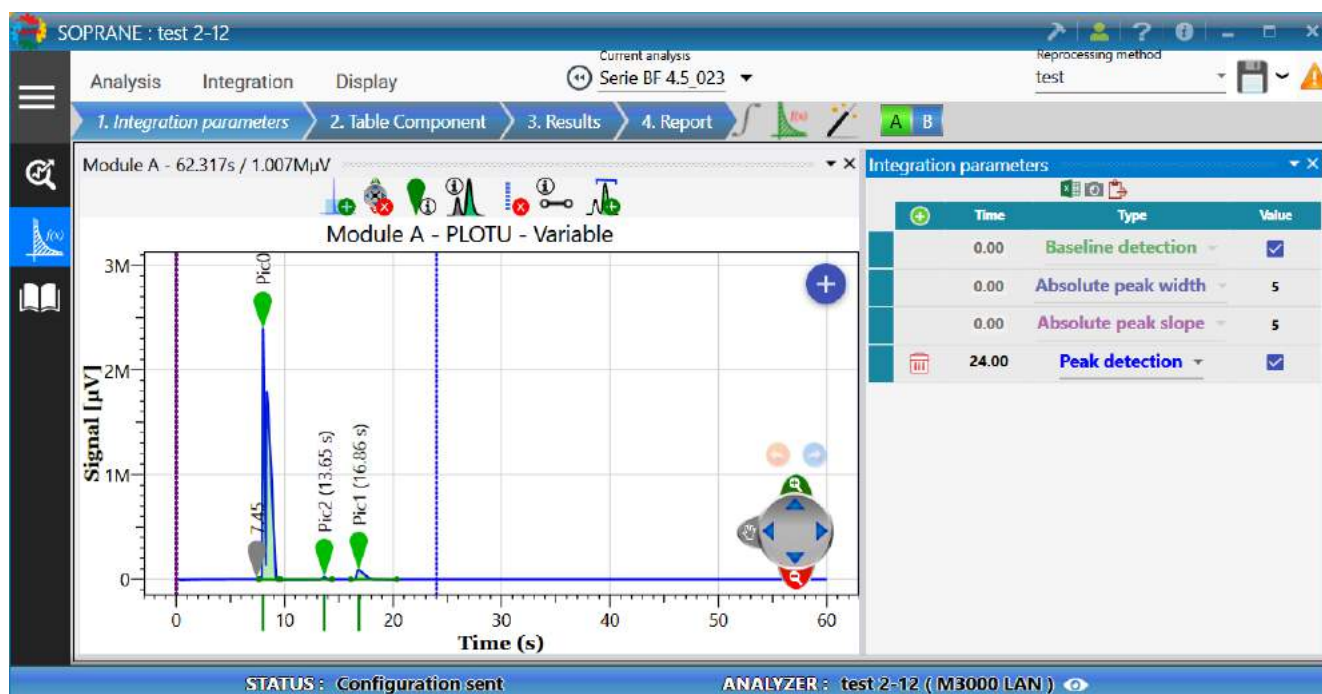 SOPRANE : test 2-12
Analysis Integration Display
Current analysis
Serie BF 4.5_023
Reprocessing method
test
1. Integration parameters 2. Table Component 3. Results 4. Report A B
Module A - 62.317s / 1.007MµV
Module A - PLOTU - Variable
3M
2M
1M
0
Signal [µV]
Pic0
7.45
Pic2 (13.65 s)
Pic1 (16.86 s)
0 10 20 30 40 50 60
Time (s)
Integration parameters
Time Type Value
0.00 Baseline detection
0.00 Absolute peak width 5
0.00 Absolute peak slope 5
24.00 Peak detection
STATUS : Configuration sent ANALYZER : test 2-12 ( M3000 LAN )